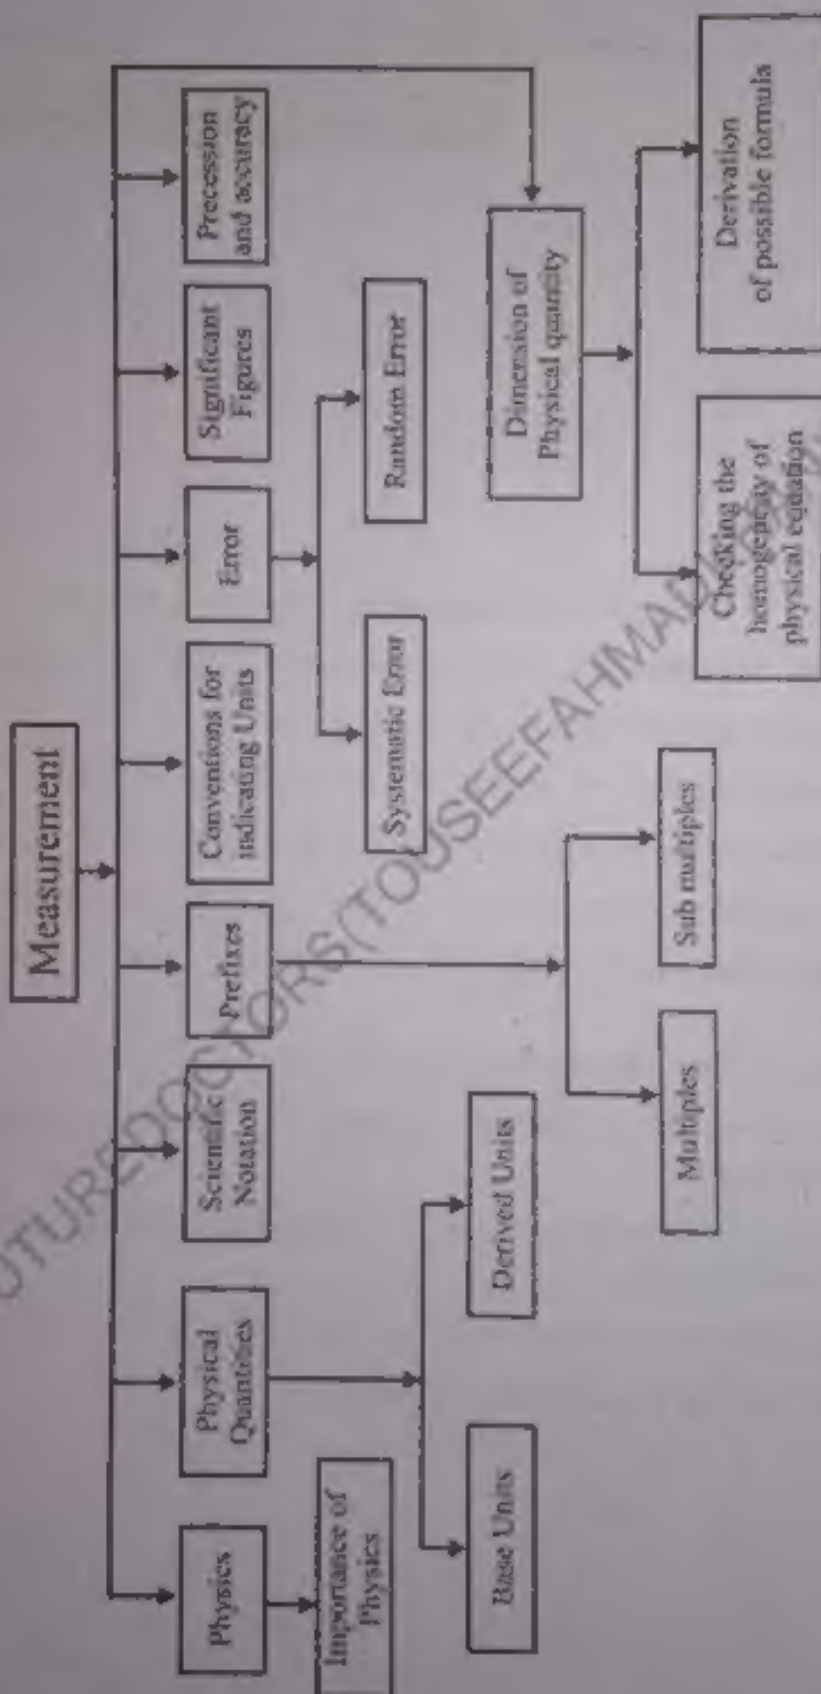 Measurement
Physics
Physical
Quantities
Scientific
Notation
Prefixes
Conventions for
indicating Units
Error
Significant
Figures
Precession
and accuracy
Importance of
Physics
Base Units
Derived Units
Multiples
Sub multiples
Systematic Error
Random Error
Dimension of
Physical quantity
Checking the
homogeneity of
physical equation
Derivation
of possible formula
UTUREDOCTORS(TOUSEEFAHMAD